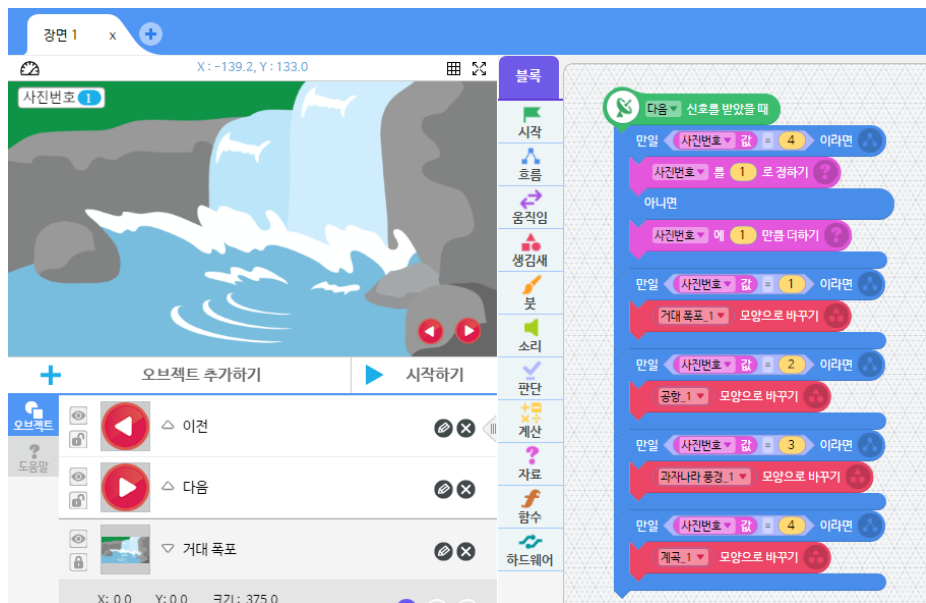 장면 1 x
X : -139.2, Y : 133.0
사진번호 1
오브젝트 추가하기
시작하기
오브젝트
?
도움말
이전
다음
거대 폭포
X: 0.0 Y: 0.0 크기: 375.0
블록
시작
흐름
움직임
생김새
붓
소리
판단
계산
자료
함수
하드웨어
다음 신호를 받았을 때
만일 사진번호 값 = 4 이라면
사진번호 를 1 로 정하기 ?
아니면
사진번호 에 1 만큼 더하기 ?
만일 사진번호 값 = 1 이라면
거대 폭포_1 모양으로 바꾸기
만일 사진번호 값 = 2 이라면
공항_1 모양으로 바꾸기
만일 사진번호 값 = 3 이라면
과자나라 풍경_1 모양으로 바꾸기
만일 사진번호 값 = 4 이라면
계곡_1 모양으로 바꾸기